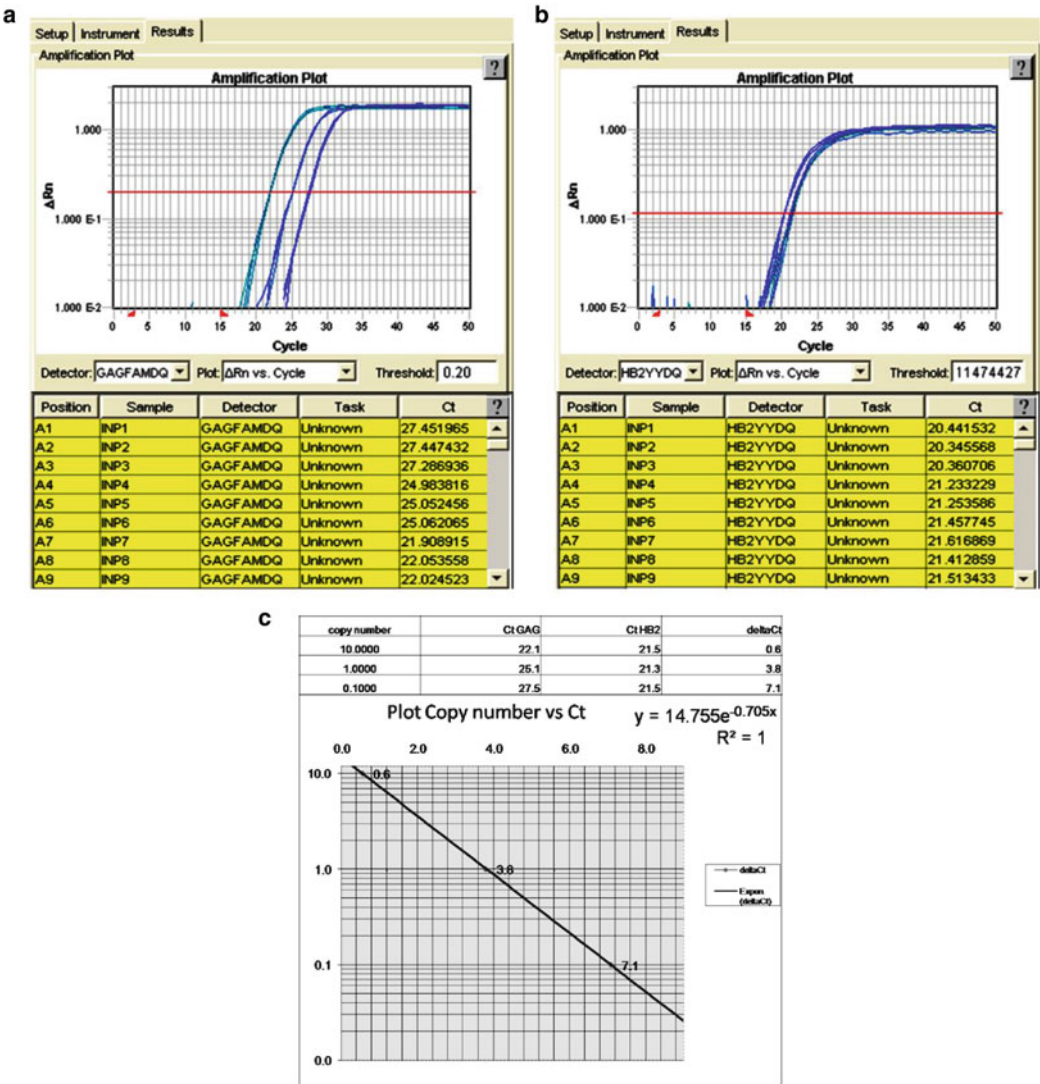 a
Setup Instrument Results
Amplification Plot
?
Amplification Plot
1.000
1.000 E-1
1.000 E-2
ΔRn
0 5 10 15 20 25 30 35 40 45 50
Cycle
Detector: GAGFAMDQ Plot: ΔRn vs. Cycle Threshold: 0.20
Position Sample Detector Task Ct ?
A1 INP1 GAGFAMDQ Unknown 27.451965
A2 INP2 GAGFAMDQ Unknown 27.447432
A3 INP3 GAGFAMDQ Unknown 27.286936
A4 INP4 GAGFAMDQ Unknown 24.983816
A5 INP5 GAGFAMDQ Unknown 25.052456
A6 INP6 GAGFAMDQ Unknown 25.062065
A7 INP7 GAGFAMDQ Unknown 21.908915
A8 INP8 GAGFAMDQ Unknown 22.053558
A9 INP9 GAGFAMDQ Unknown 22.024523
b
Setup Instrument Results
Amplification Plot
?
Amplification Plot
1.000
1.000 E-1
1.000 E-2
ΔRn
0 5 10 15 20 25 30 35 40 45 50
Cycle
Detector: HB2YYDQ Plot: ΔRn vs. Cycle Threshold: 11474427
Position Sample Detector Task Ct ?
A1 INP1 HB2YYDQ Unknown 20.441532
A2 INP2 HB2YYDQ Unknown 20.345568
A3 INP3 HB2YYDQ Unknown 20.360706
A4 INP4 HB2YYDQ Unknown 21.233229
A5 INP5 HB2YYDQ Unknown 21.253586
A6 INP6 HB2YYDQ Unknown 21.457745
A7 INP7 HB2YYDQ Unknown 21.616869
A8 INP8 HB2YYDQ Unknown 21.412859
A9 INP9 HB2YYDQ Unknown 21.513433
c
copy number Ct GAG Ct HB2 deltaCt
10.0000 22.1 21.5 0.6
1.0000 25.1 21.3 3.8
0.1000 27.5 21.5 7.1
Plot Copy number vs Ct
y = 14.755e^-0.705x
R² = 1
0.0 2.0 4.0 6.0 8.0
10.0
1.0
0.1
0.0
0.6
3.8
7.1
deltaCt
Expon
(deltaCt)